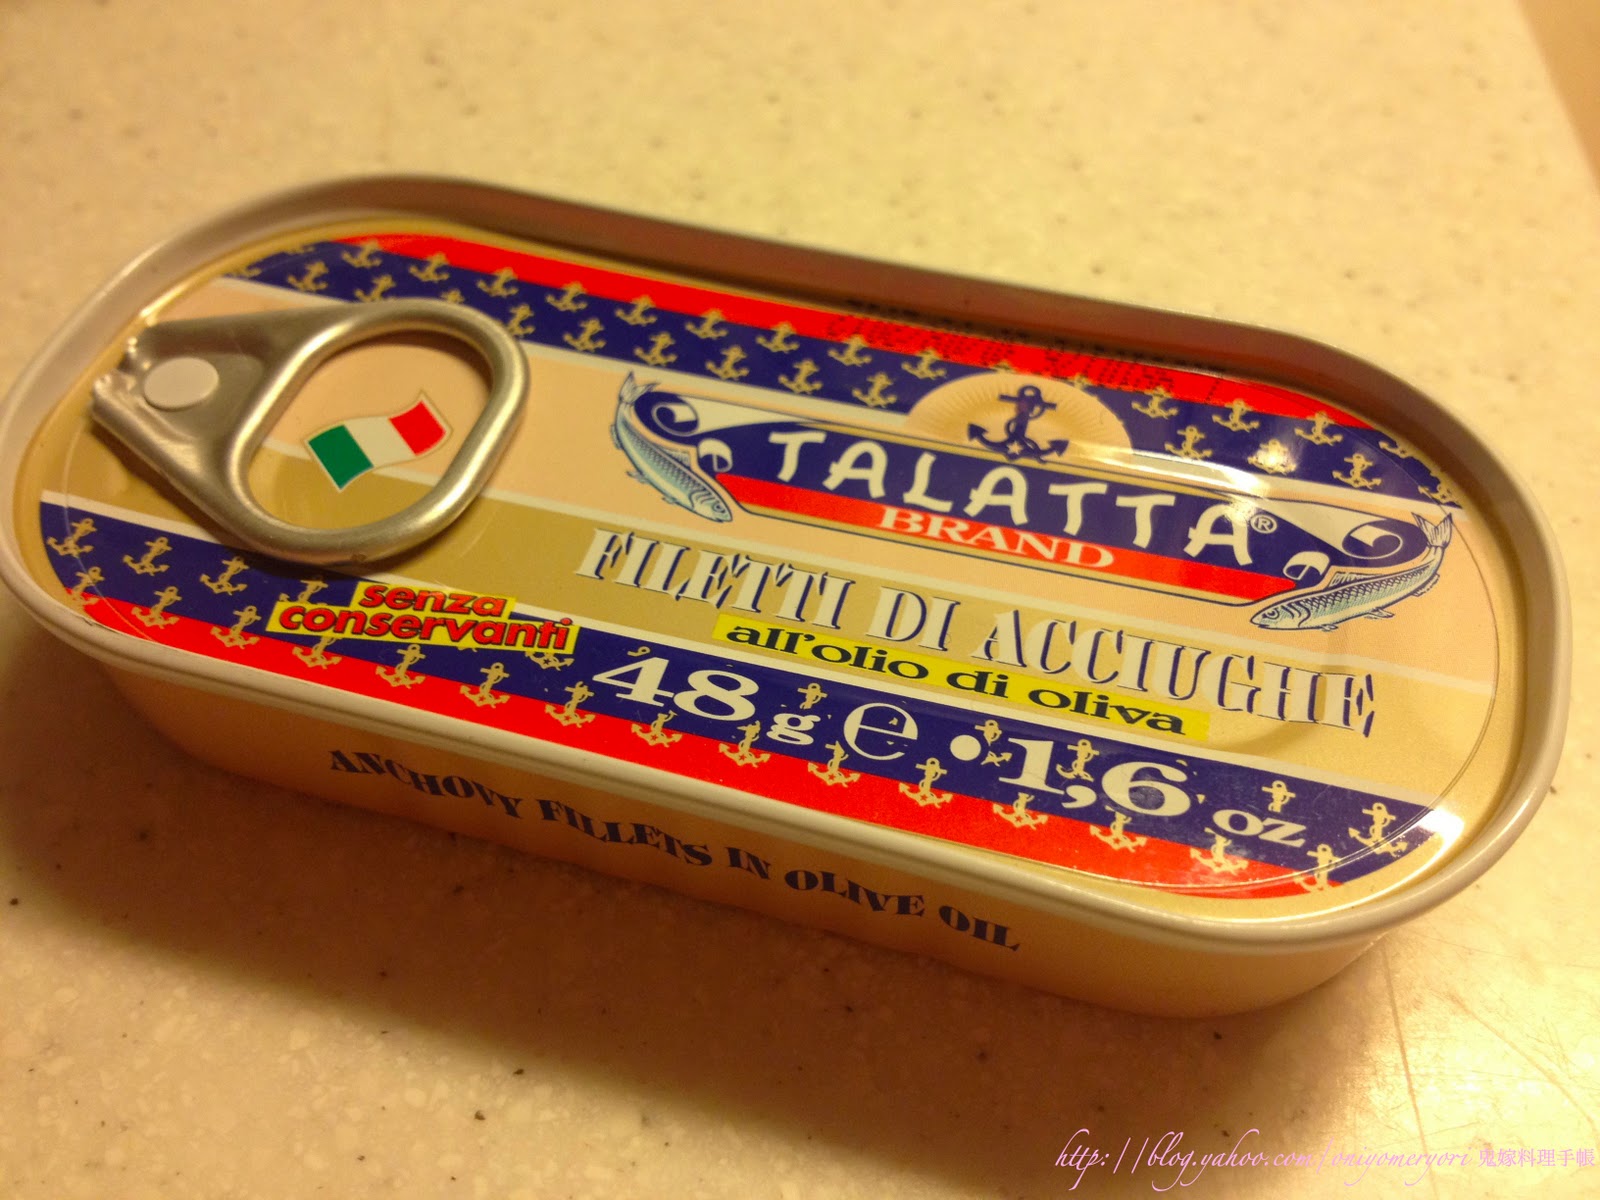 TALATTA®
BRAND
FILETTI DI ACCIUGHE
all'olio di oliva
senza
conservanti
48 g e • 1,6 oz
ANCHOVY FILLETS IN OLIVE OIL
http://blog.yahoo.com/oniyomeryori 鬼嫁料理手帳